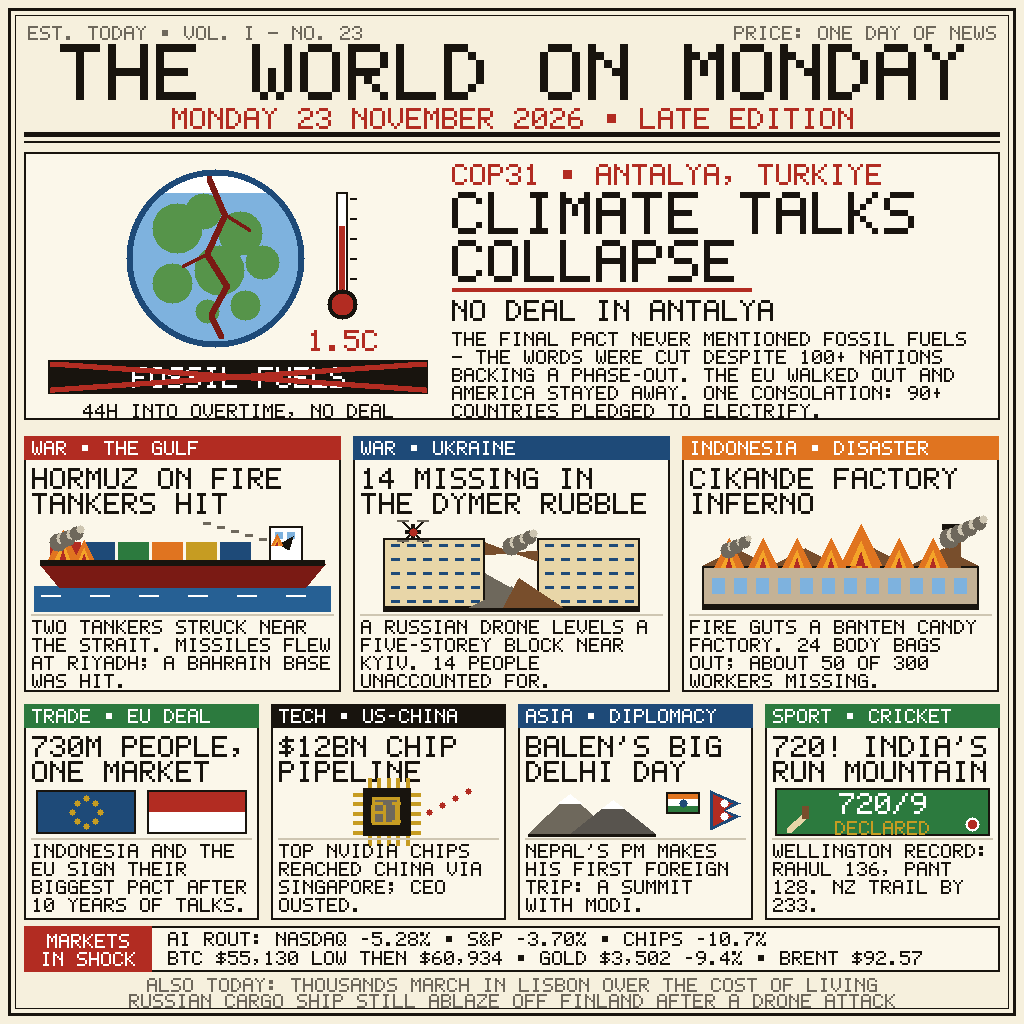 EST. TODAY ▪ VOL. I – NO. 23
PRICE: ONE DAY OF NEWS
THE WORLD ON MONDAY
MONDAY 23 NOVEMBER 2026 ▪ LATE EDITION
COP31 ▪ ANTALYA, TURKIYE
CLIMATE TALKS
COLLAPSE
NO DEAL IN ANTALYA
THE FINAL PACT NEVER MENTIONED FOSSIL FUELS
– THE WORDS WERE CUT DESPITE 100+ NATIONS
BACKING A PHASE-OUT. THE EU WALKED OUT AND
AMERICA STAYED AWAY. ONE CONSOLATION: 90+
COUNTRIES PLEDGED TO ELECTRIFY.
1.5C
FOSSIL FUELS
44H INTO OVERTIME, NO DEAL
WAR ▪ THE GULF
HORMUZ ON FIRE
TANKERS HIT
TWO TANKERS STRUCK NEAR
THE STRAIT. MISSILES FLEW
AT RIYADH; A BAHRAIN BASE
WAS HIT.
WAR ▪ UKRAINE
14 MISSING IN
THE DYMER RUBBLE
A RUSSIAN DRONE LEVELS A
FIVE-STOREY BLOCK NEAR
KYIV. 14 PEOPLE
UNACCOUNTED FOR.
INDONESIA ▪ DISASTER
CIKANDE FACTORY
INFERNO
FIRE GUTS A BANTEN CANDY
FACTORY. 24 BODY BAGS
OUT; ABOUT 50 OF 300
WORKERS MISSING.
TRADE ▪ EU DEAL
730M PEOPLE,
ONE MARKET
INDONESIA AND THE
EU SIGN THEIR
BIGGEST PACT AFTER
10 YEARS OF TALKS.
TECH ▪ US-CHINA
$12BN CHIP
PIPELINE
TOP NVIDIA CHIPS
REACHED CHINA VIA
SINGAPORE; CEO
OUSTED.
ASIA ▪ DIPLOMACY
BALEN'S BIG
DELHI DAY
NEPAL'S PM MAKES
HIS FIRST FOREIGN
TRIP: A SUMMIT
WITH MODI.
SPORT ▪ CRICKET
720! INDIA'S
RUN MOUNTAIN
720/9
DECLARED
WELLINGTON RECORD:
RAHUL 136, PANT
128. NZ TRAIL BY
233.
MARKETS
IN SHOCK
AI ROUT: NASDAQ -5.28% ▪ S&P -3.70% ▪ CHIPS -10.7%
BTC $55,130 LOW THEN $60,934 ▪ GOLD $3,502 -9.4% ▪ BRENT $92.57
ALSO TODAY: THOUSANDS MARCH IN LISBON OVER THE COST OF LIVING
RUSSIAN CARGO SHIP STILL ABLAZE OFF FINLAND AFTER A DRONE ATTACK